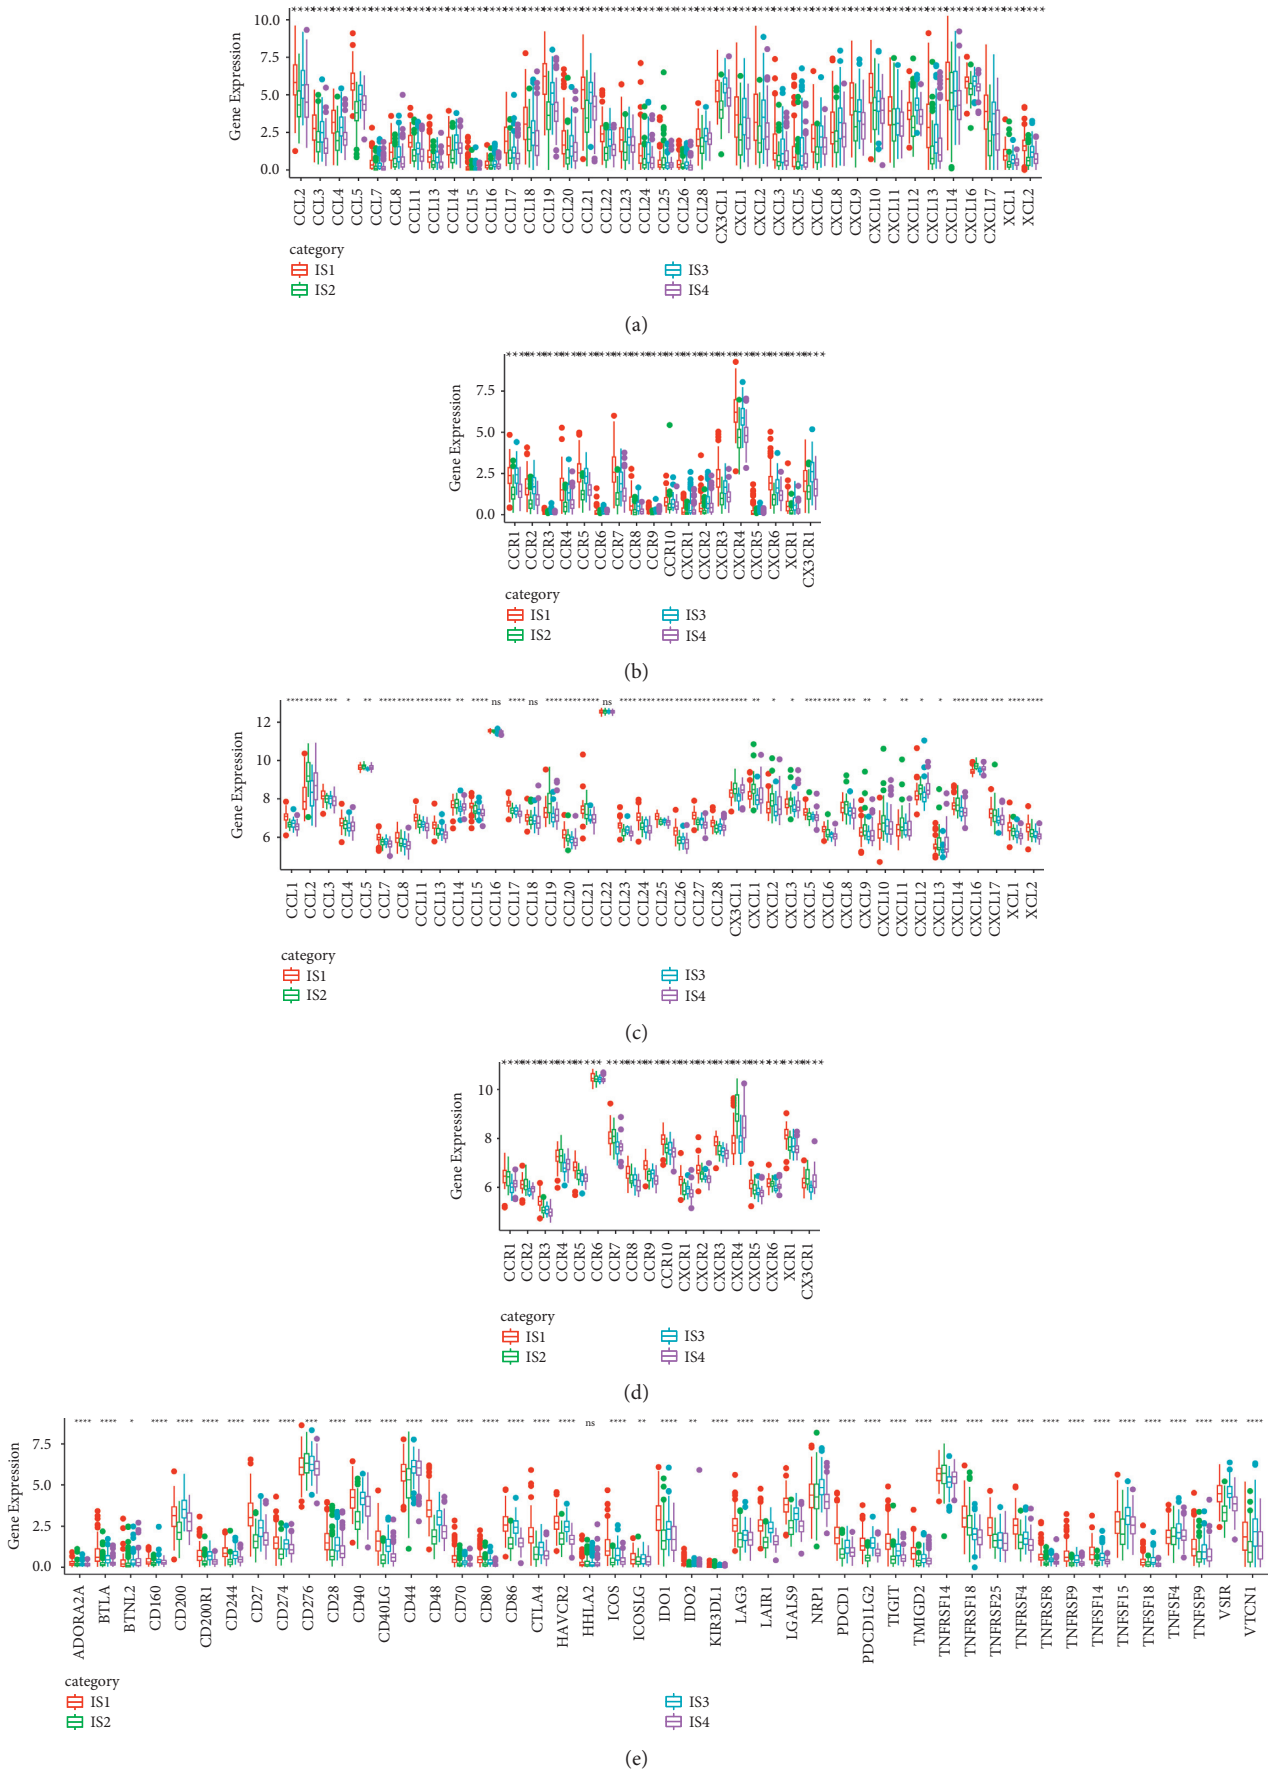 10.0
7.5
5.0
2.5
0.0
Gene Expression
CCL2 CCL3 CCL4 CCL5 CCL7 CCL8 CCL11 CCL13 CCL14 CCL15 CCL16 CCL17 CCL18 CCL19 CCL20 CCL21 CCL22 CCL23 CCL24 CCL25 CCL26 CCL28 CX3CL1 CXCL1 CXCL2 CXCL3 CXCL5 CXCL6 CXCL8 CXCL9 CXCL10 CXCL11 CXCL12 CXCL13 CXCL14 CXCL16 CXCL17 XCL1 XCL2
category
IS1 IS3
IS2 IS4
(a)
7.5
5.0
2.5
0.0
Gene Expression
CCR1 CCR2 CCR3 CCR4 CCR5 CCR6 CCR7 CCR8 CCR9 CCR10 CXCR1 CXCR2 CXCR3 CXCR4 CXCR5 CXCR6 XCR1 CX3CR1
category
IS1 IS3
IS2 IS4
(b)
**** **** *** * ** **** **** **** **** ** **** ns **** ns **** **** **** ns **** **** **** **** **** **** **** ** * * **** **** *** ** * ** * * **** **** **** **** ****
12
10
8
6
Gene Expression
CCL1 CCL2 CCL3 CCL4 CCL5 CCL7 CCL8 CCL11 CCL13 CCL14 CCL15 CCL16 CCL17 CCL18 CCL19 CCL20 CCL21 CCL22 CCL23 CCL24 CCL25 CCL26 CCL27 CCL28 CX3CL1 CXCL1 CXCL2 CXCL3 CXCL5 CXCL6 CXCL8 CXCL9 CXCL10 CXCL11 CXCL12 CXCL13 CXCL14 CXCL16 CXCL17 XCL1 XCL2
category
IS1 IS3
IS2 IS4
(c)
10
8
6
Gene Expression
CCR1 CCR2 CCR3 CCR4 CCR5 CCR6 CCR7 CCR8 CCR9 CCR10 CXCR1 CXCR2 CXCR3 CXCR4 CXCR5 CXCR6 XCR1 CX3CR1
category
IS1 IS3
IS2 IS4
(d)
**** **** * **** **** **** **** **** **** *** **** **** **** **** **** **** **** **** **** **** ns **** ** **** ** **** **** **** **** **** **** **** **** **** **** **** **** **** **** **** **** **** **** **** **** ****
7.5
5.0
2.5
0.0
Gene Expression
ADORA2A BTLA BTNL2 CD160 CD200 CD200R1 CD244 CD27 CD274 CD276 CD28 CD40 CD40LG CD44 CD48 CD70 CD80 CD86 CTLA4 HAVCR2 HHLA2 ICOS ICOSLG IDO1 IDO2 KIR3DL1 LAG3 LAIR1 LGALS9 NRP1 PDCD1 PDCD1LG2 TIGIT TMIGD2 TNFRSF14 TNFRSF18 TNFRSF25 TNFRSF4 TNFRSF8 TNFRSF9 TNFSF14 TNFSF15 TNFSF18 TNFSF4 TNFSF9 VSIR VTCN1
category
IS1 IS3
IS2 IS4
(e)